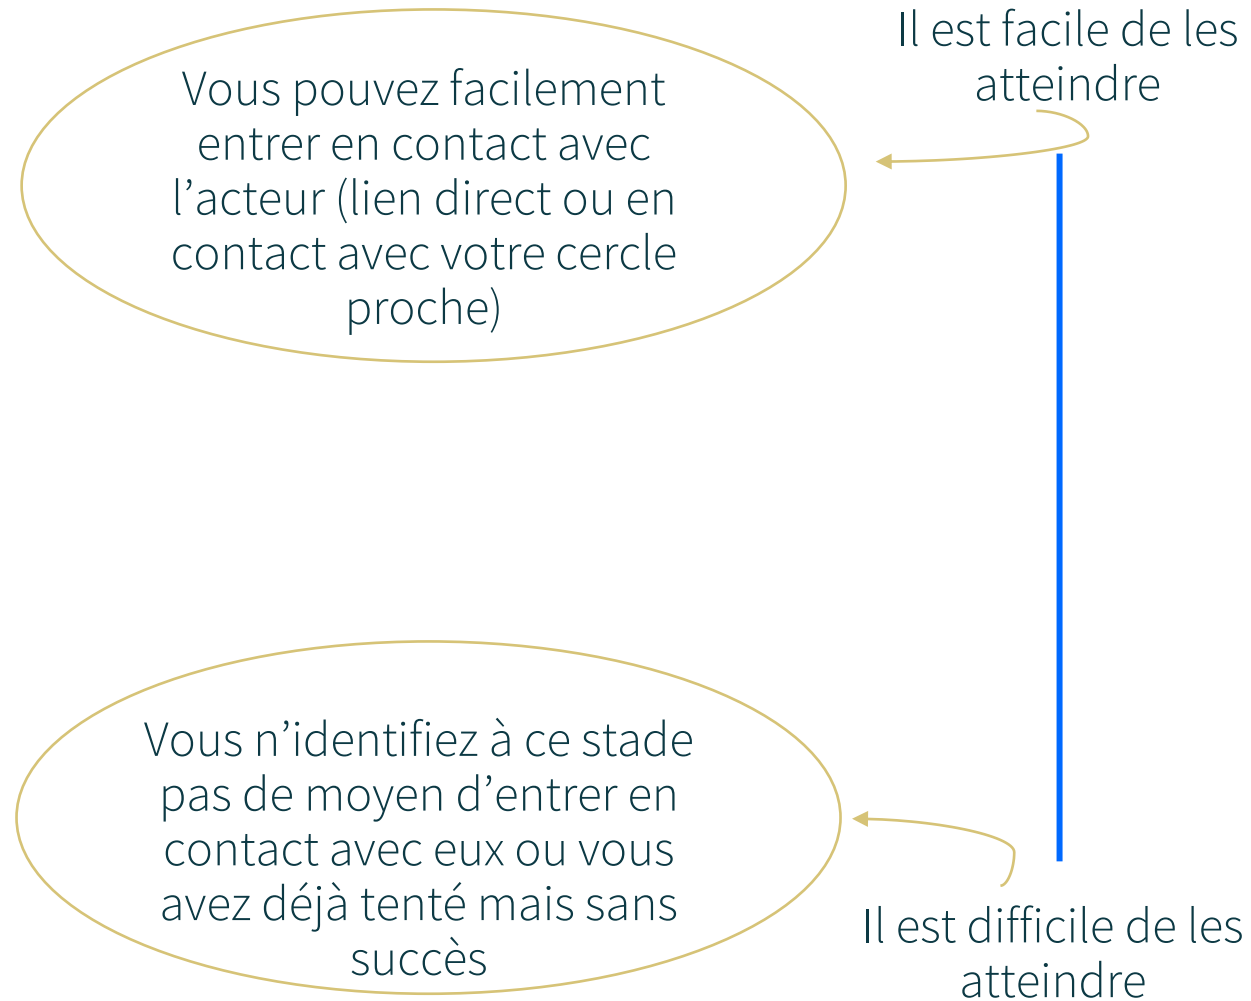 Il est facile de les
atteindre
Vous pouvez facilement
entrer en contact avec
l’acteur (lien direct ou en
contact avec votre cercle
proche)
Vous n’identifiez à ce stade
pas de moyen d’entrer en
contact avec eux ou vous
avez déjà tenté mais sans
succès
Il est difficile de les
atteindre